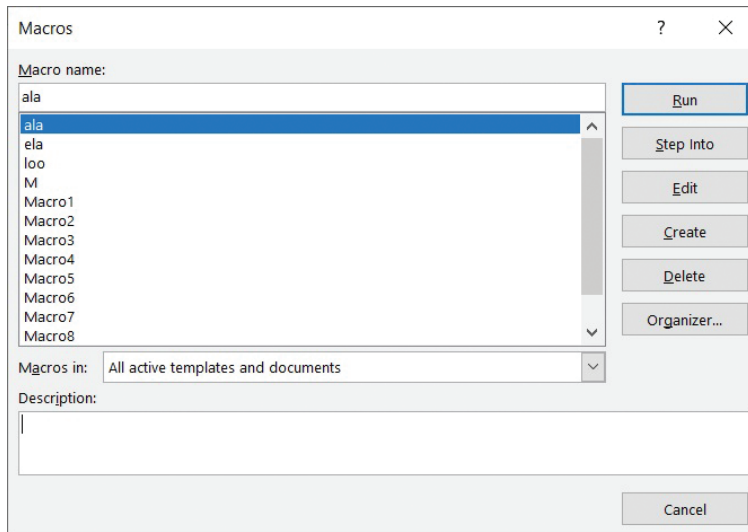 Macros
?
Macro name:
ala
Run
ala
ela
loo
M
Macro1
Macro2
Macro3
Macro4
Macro5
Macro6
Macro7
Macro8
Step Into
Edit
Create
Delete
Organizer...
Macros in: All active templates and documents
Description:
Cancel